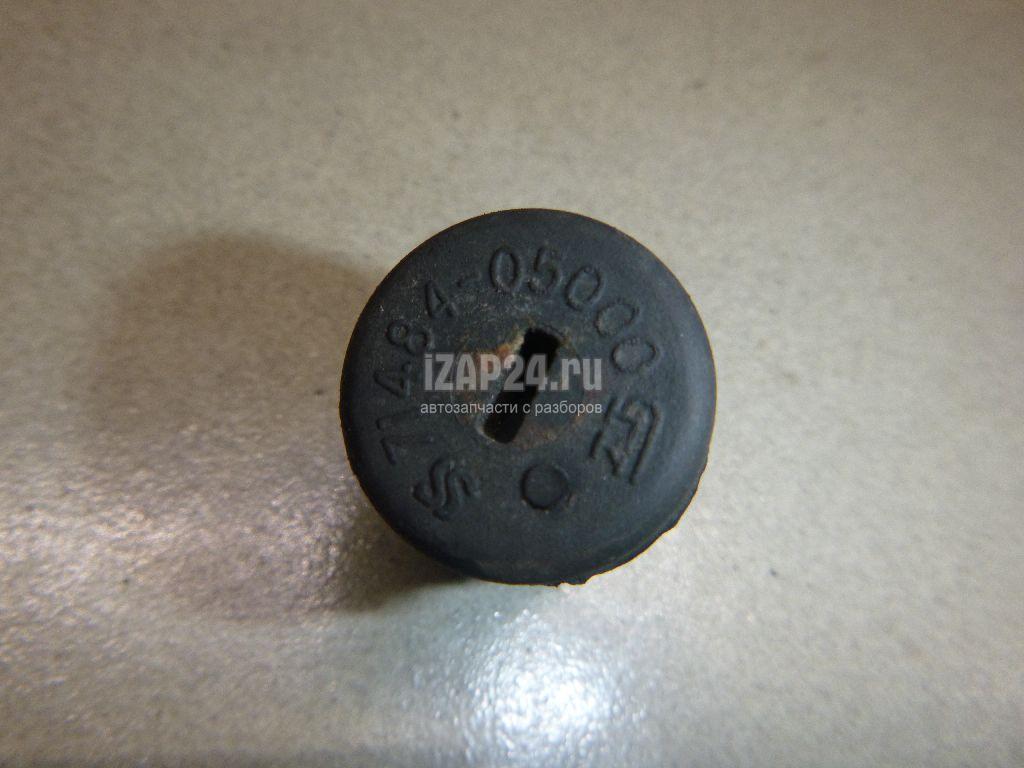 71484-05000
iZAP24.ru
автозапчасти с разборов